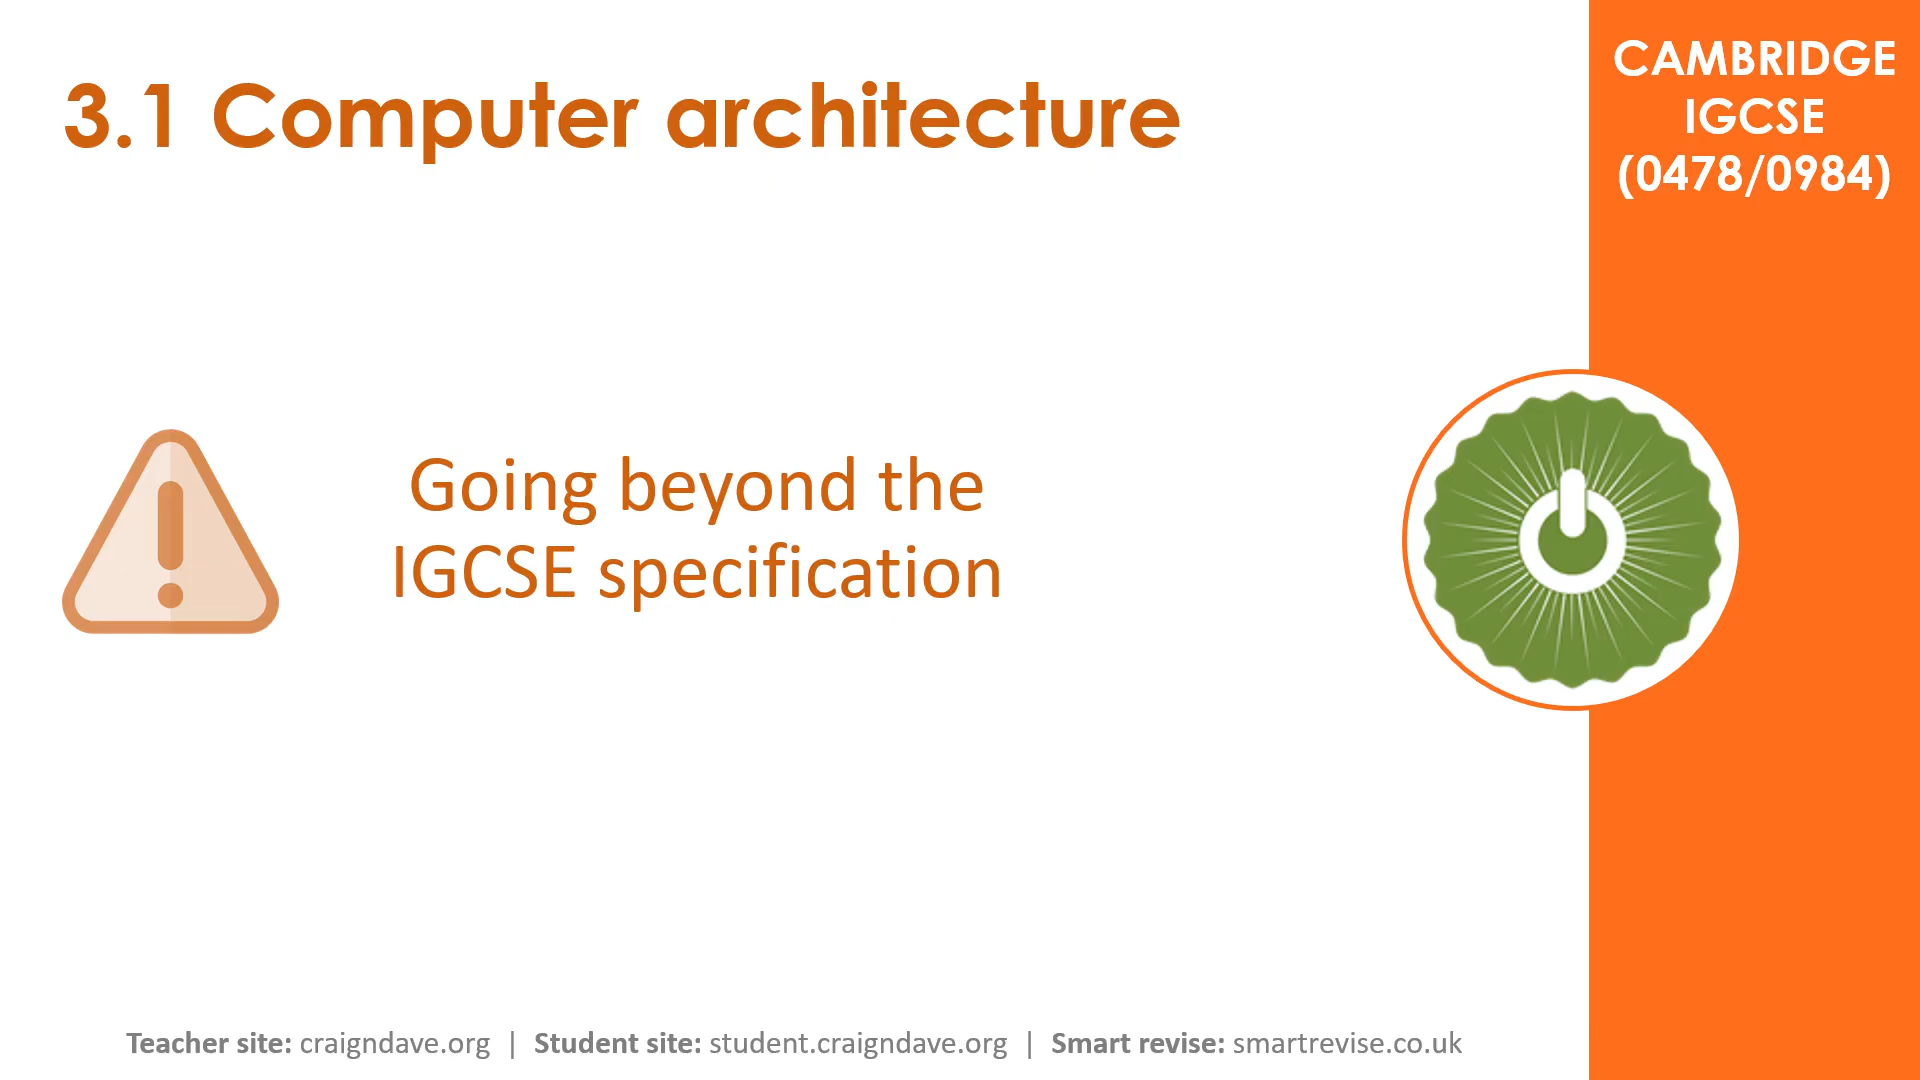 3.1 Computer architecture
CAMBRIDGE
IGCSE
(0478/0984)
Going beyond the
IGCSE specification
Teacher site: craigndave.org | Student site: student.craigndave.org | Smart revise: smartrevise.co.uk